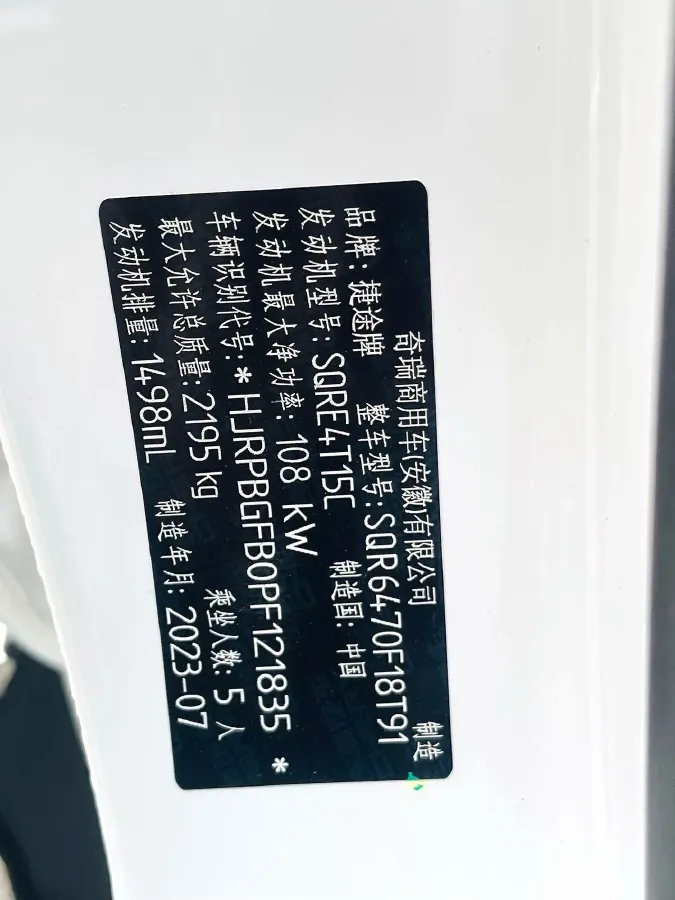 奇瑞商用车(安徽)有限公司 制造
品牌: 捷途牌 整车型号: SQR6470F18T91
发动机型号: SQRE4T15C 制造国: 中国
发动机最大净功率: 108 kW
车辆识别代号: *HJRPBGFB0PF121835*
最大允许总质量: 2195 kg 乘坐人数: 5 人
发动机排量: 1498mL 制造年月: 2023-07